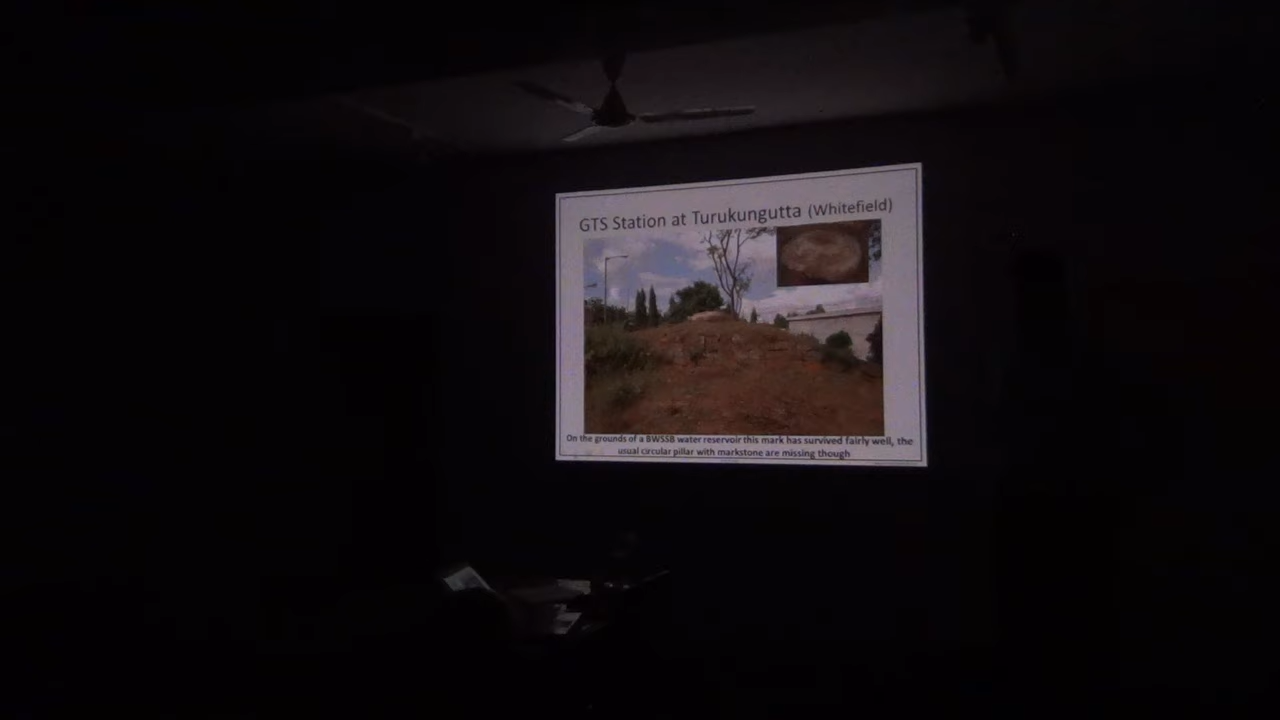 GTS Station at Turukungutta (Whitefield)
On the grounds of a BWSSB water reservoir this mark has survived fairly well, the
usual circular pillar with markstone are missing though